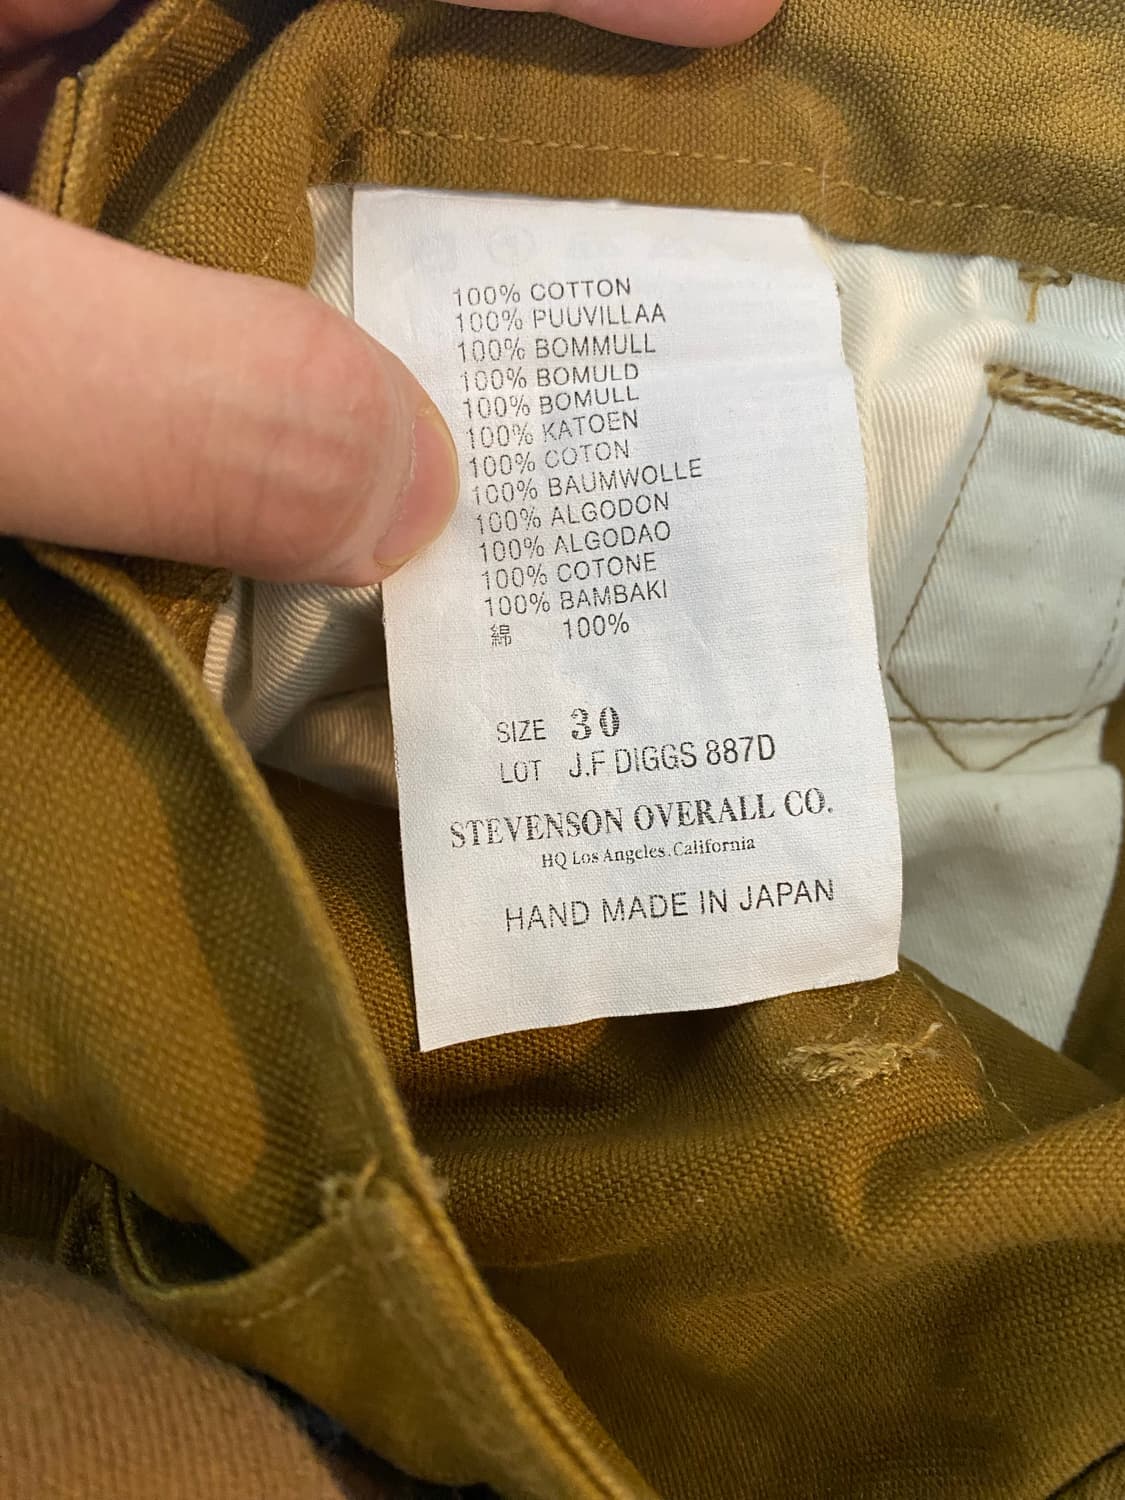 100% COTTON
100% PUUVILLAA
100% BOMMULL
100% BOMULD
100% BOMULL
100% KATOEN
100% COTON
100% BAUMWOLLE
100% ALGODON
100% ALGODAO
100% COTONE
100% BAMBAKI
綿 100%
SIZE 30
LOT J.F DIGGS 887D
STEVENSON OVERALL CO.
HQ Los Angeles.California
HAND MADE IN JAPAN